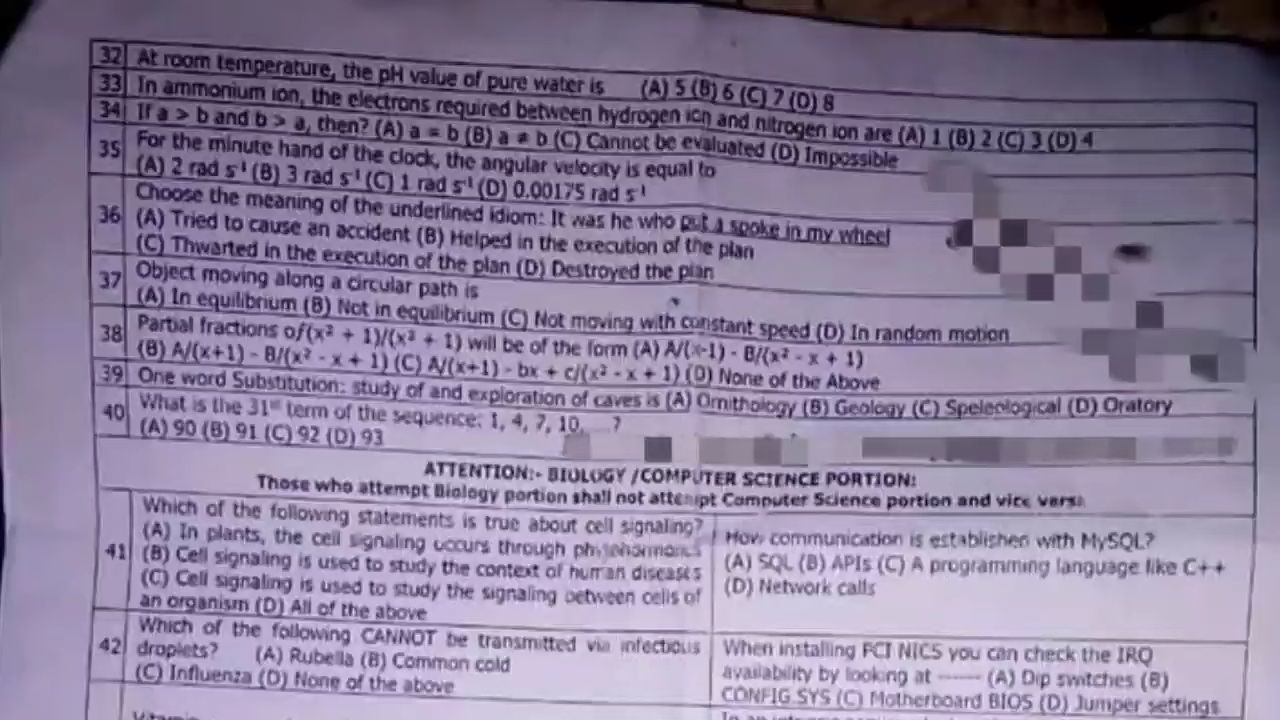 32 At room temperature, the pH value of pure water is (A) 5 (B) 6 (C) 7 (D) 8
33 In ammonium ion, the electrons required between hydrogen ion and nitrogen ion are (A) 1 (B) 2 (C) 3 (D) 4
34 If a > b and b > a, then? (A) a = b (B) a ≠ b (C) Cannot be evaluated (D) Impossible
35 For the minute hand of the clock, the angular velocity is equal to
(A) 2 rad s⁻¹ (B) 3 rad s⁻¹ (C) 1 rad s⁻¹ (D) 0.00175 rad s⁻¹
36 Choose the meaning of the underlined idiom: It was he who put a spoke in my wheel
(A) Tried to cause an accident (B) Helped in the execution of the plan
(C) Thwarted in the execution of the plan (D) Destroyed the plan
37 Object moving along a circular path is
(A) In equilibrium (B) Not in equilibrium (C) Not moving with constant speed (D) In random motion
38 Partial fractions of(x² + 1)/(x³ + 1) will be of the form (A) A/(x-1) - B/(x² - x + 1)
(B) A/(x+1) - B/(x² - x + 1) (C) A/(x+1) - bx + c/(x² - x + 1) (D) None of the Above
39 One word Substitution: study of and exploration of caves is (A) Ornithology (B) Geology (C) Speleological (D) Oratory
40 What is the 31st term of the sequence: 1, 4, 7, 10, ...?
(A) 90 (B) 91 (C) 92 (D) 93
ATTENTION:- BIOLOGY /COMPUTER SCIENCE PORTION:
Those who attempt Biology portion shall not attempt Computer Science portion and vice versa
41 Which of the following statements is true about cell signaling?
(A) In plants, the cell signaling occurs through phytohormones
(B) Cell signaling is used to study the context of human diseases
(C) Cell signaling is used to study the signaling between cells of
an organism (D) All of the above
How communication is established with MySQL?
(A) SQL (B) APIs (C) A programming language like C++
(D) Network calls
42 Which of the following CANNOT be transmitted via infectious
droplets? (A) Rubella (B) Common cold
(C) Influenza (D) None of the above
When installing PCI NICS you can check the IRQ
availability by looking at ------ (A) Dip switches (B)
CONFIG SYS (C) Motherboard BIOS (D) Jumper settings